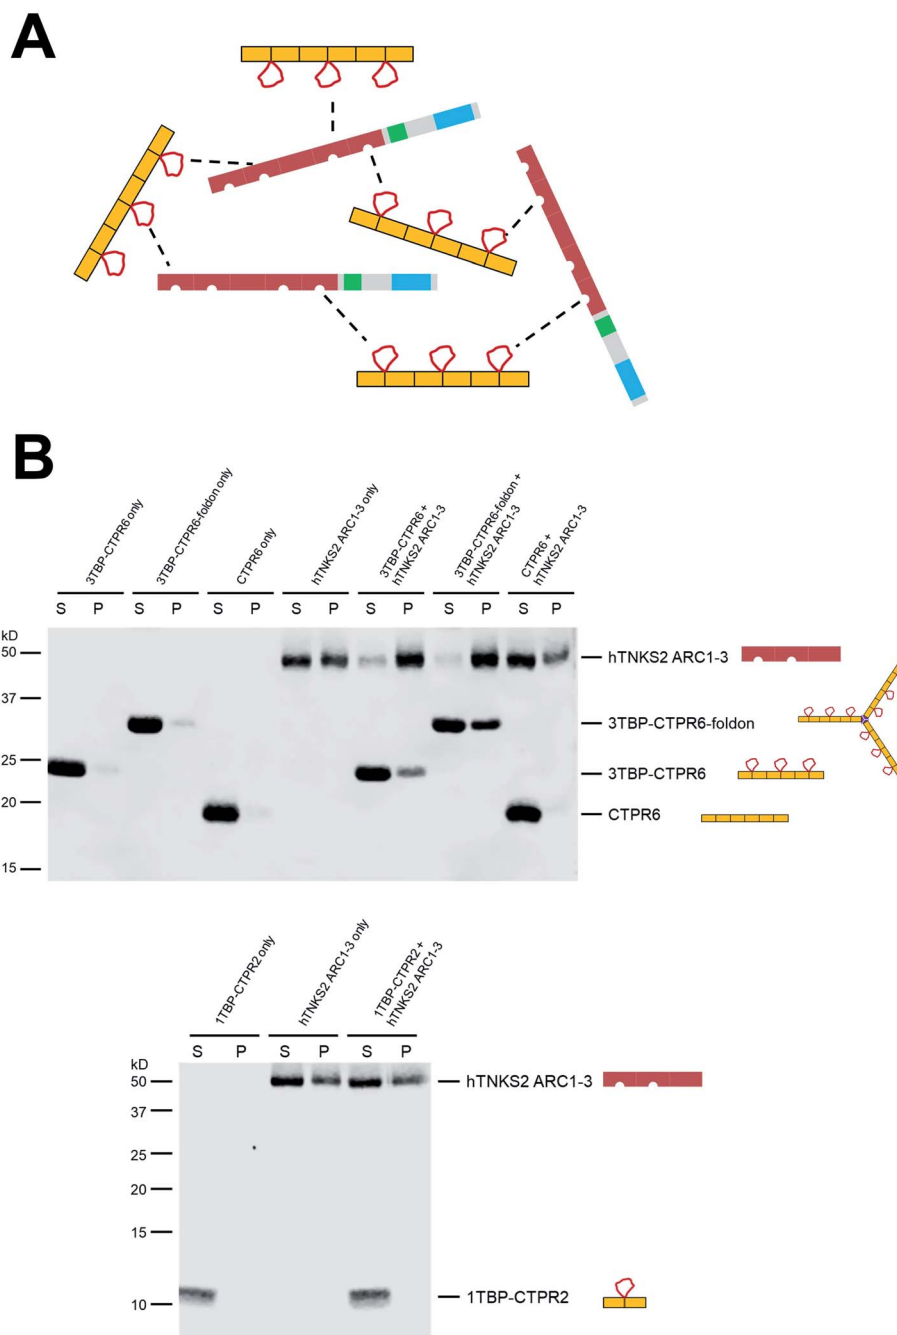 A
B
3TBP-CTPR6 only
3TBP-CTPR6-foldon only
CTPR6 only
hTNKS2 ARC1-3 only
3TBP-CTPR6 +
hTNKS2 ARC1-3
3TBP-CTPR6-foldon +
hTNKS2 ARC1-3
CTPR6 +
hTNKS2 ARC1-3
S P S P S P S P S P S P S P
kD
50
37
25
20
15
hTNKS2 ARC1-3
3TBP-CTPR6-foldon
3TBP-CTPR6
CTPR6
1TBP-CTPR2 only
hTNKS2 ARC1-3 only
1TBP-CTPR2 +
hTNKS2 ARC1-3
S P S P S P
kD
50
37
25
20
15
10
hTNKS2 ARC1-3
1TBP-CTPR2